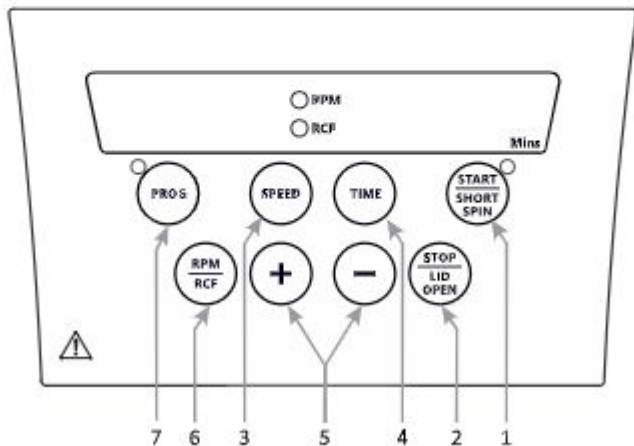 RPM
RCF
Mins
PROG
SPEED
TIME
START
SHORT
SPIN
RPM
RCF
+
−
STOP
LID
OPEN
7 6 3 5 4 2 1